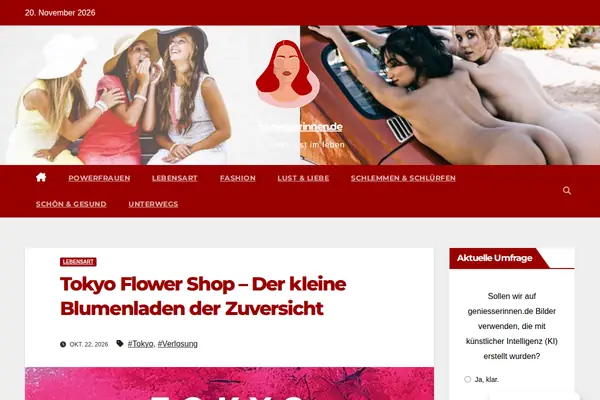 20. November 2026
POWERFRAUEN
LEBENSART
FASHION
LUST & LIEBE
SCHLEMMEN & SCHLÜRFEN
SCHÖN & GESUND
UNTERWEGS
LEBENSART
Tokyo Flower Shop – Der kleine
Blumenladen der Zuversicht
OKT. 22, 2026
#Tokyo, #Verlosung
Aktuelle Umfrage
Sollen wir auf
geniesserinnen.de Bilder
verwenden, die mit
künstlicher Intelligenz (KI)
erstellt wurden?
Ja, klar.